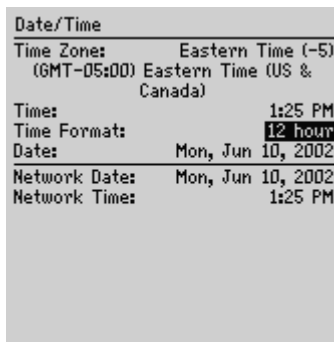 Date/Time
Time Zone: Eastern Time (-5)
(GMT-05:00) Eastern Time (US &
Canada)
Time: 1:25 PM
Time Format: 12 hour
Date: Mon, Jun 10, 2002
Network Date: Mon, Jun 10, 2002
Network Time: 1:25 PM